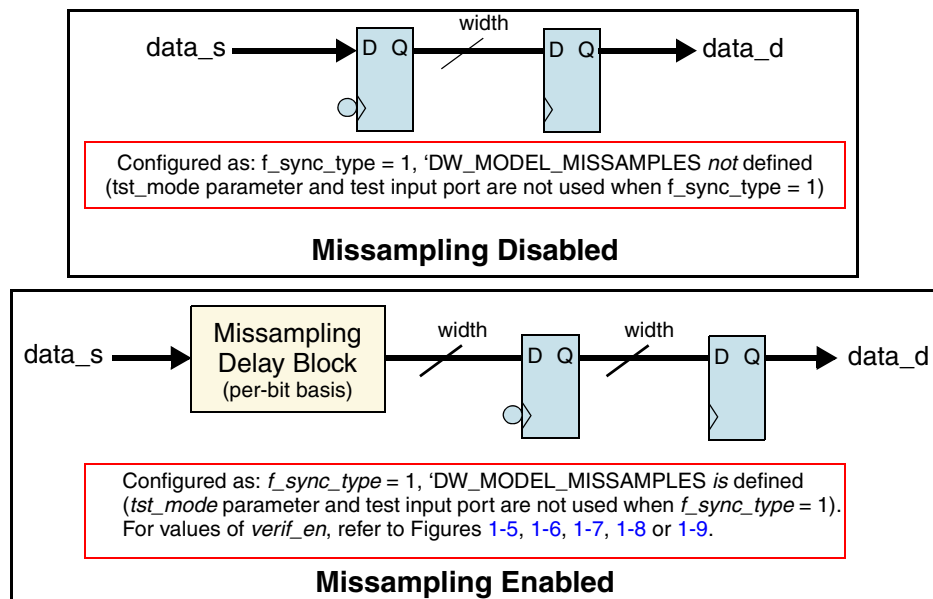 width
data_s
D Q
D Q
data_d
Configured as: f_sync_type = 1, ‘DW_MODEL_MISSAMPLES not defined
(tst_mode parameter and test input port are not used when f_sync_type = 1)
Missampling Disabled
Missampling
Delay Block
(per-bit basis)
width
width
data_s
D Q
D Q
data_d
Configured as: f_sync_type = 1, ‘DW_MODEL_MISSAMPLES is defined
(tst_mode parameter and test input port are not used when f_sync_type = 1).
For values of verif_en, refer to Figures 1-5, 1-6, 1-7, 1-8 or 1-9.
Missampling Enabled